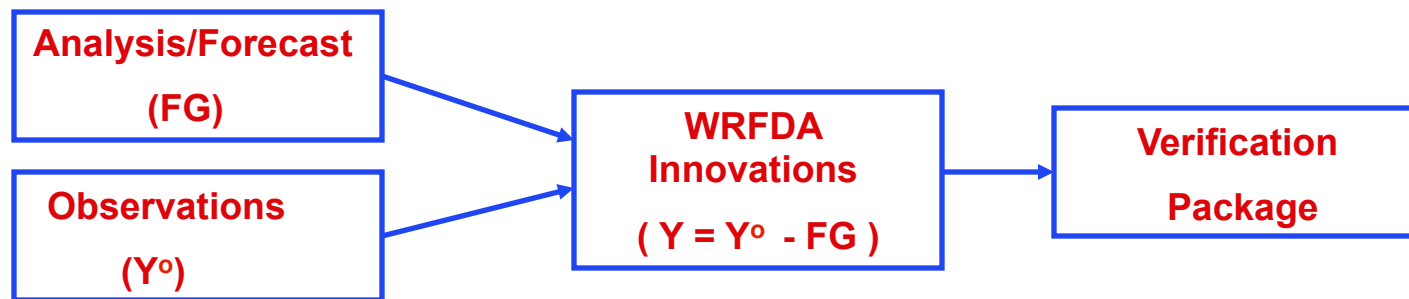 Analysis/Forecast
(FG)
Observations
(Yº)
WRFDA
Innovations
( Y = Yº - FG )
Verification
Package